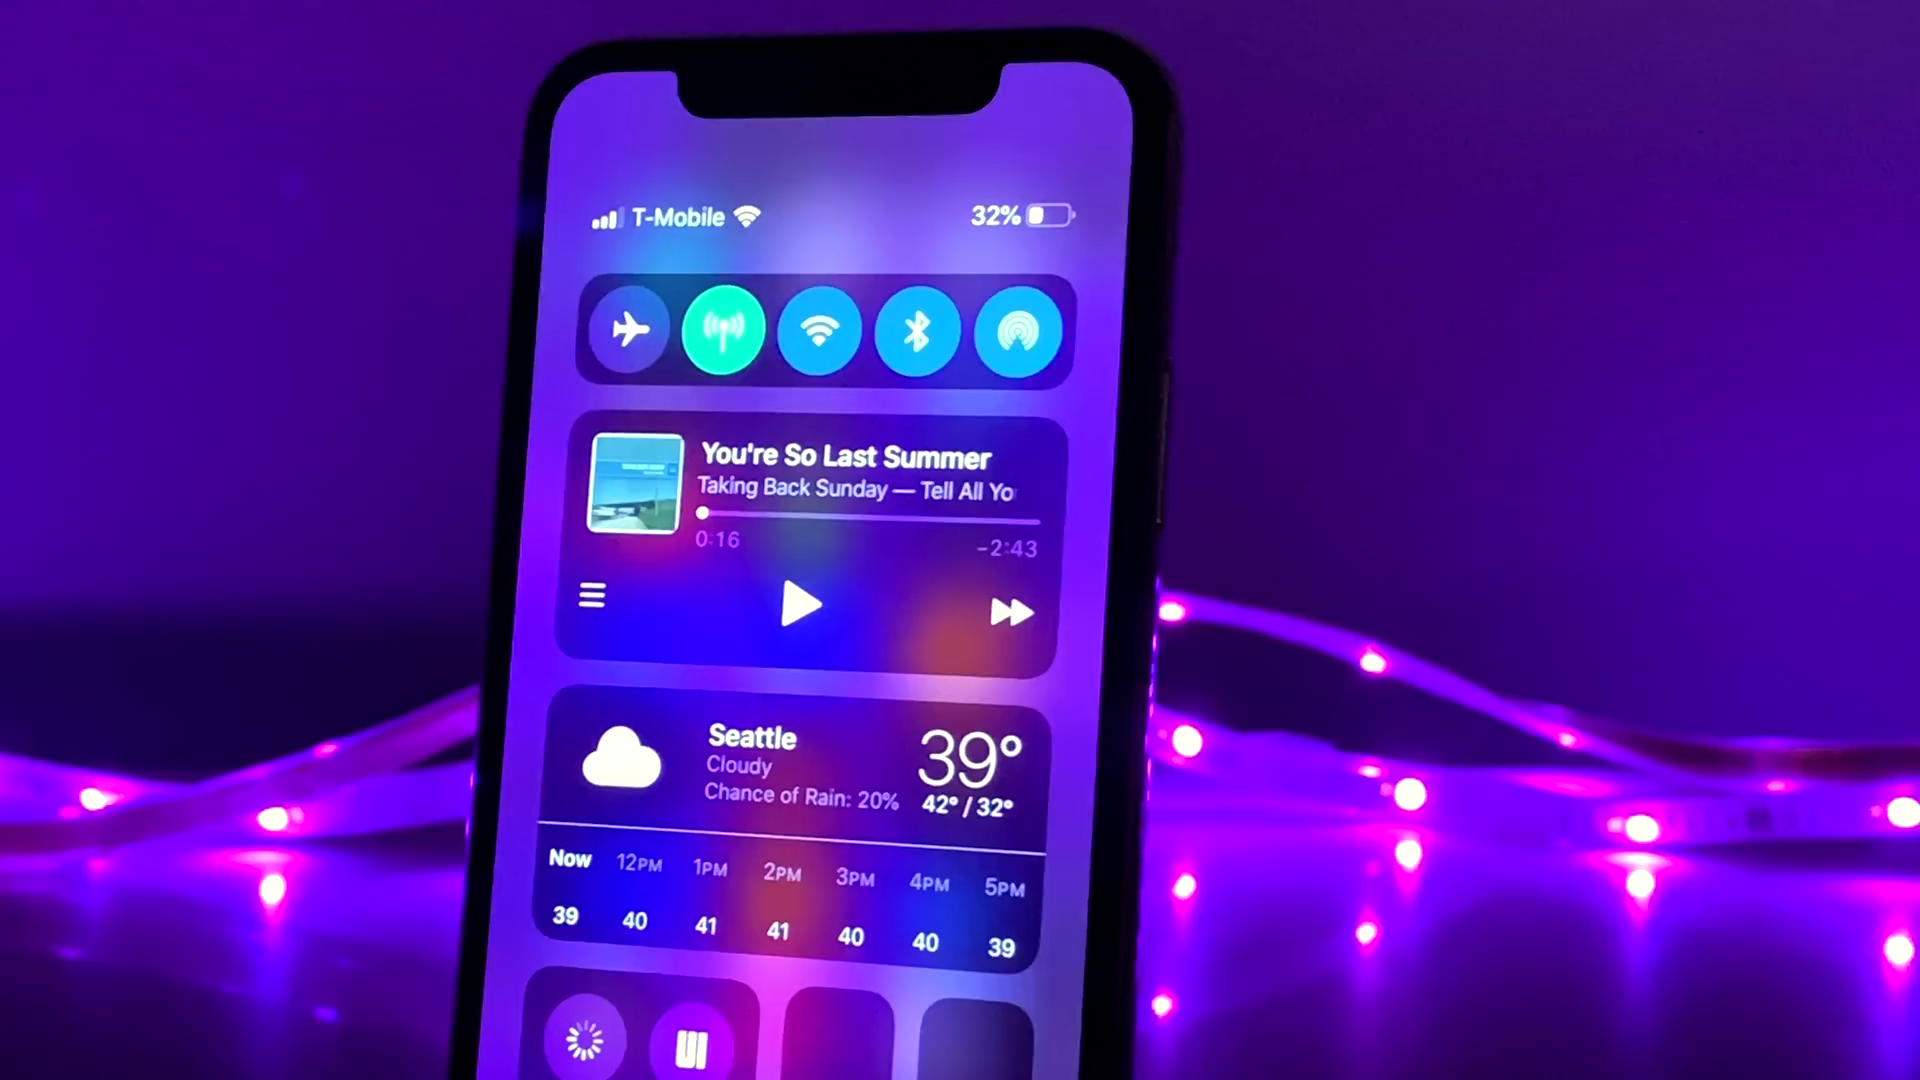 T-Mobile 32%
You're So Last Summer
Taking Back Sunday — Tell All Yo
0:16 -2:43
Seattle 39°
Cloudy
Chance of Rain: 20% 42° / 32°
Now 12PM 1PM 2PM 3PM 4PM 5PM
39 40 41 41 40 40 39